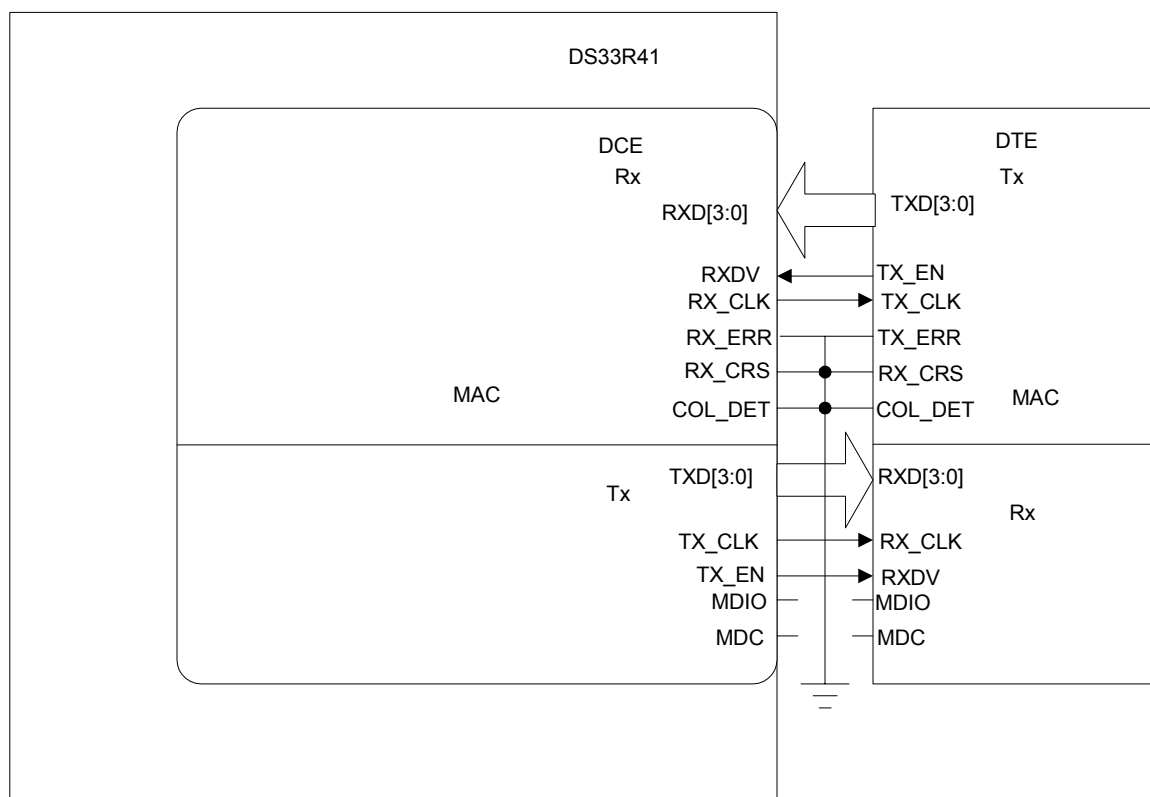 DS33R41
DCE
DTE
Rx
Tx
RXD[3:0]
TXD[3:0]
RXDV
TX_EN
RX_CLK
TX_CLK
RX_ERR
TX_ERR
RX_CRS
RX_CRS
MAC
COL_DET
COL_DET
MAC
TXD[3:0]
RXD[3:0]
Tx
Rx
TX_CLK
RX_CLK
TX_EN
RXDV
MDIO
MDIO
MDC
MDC